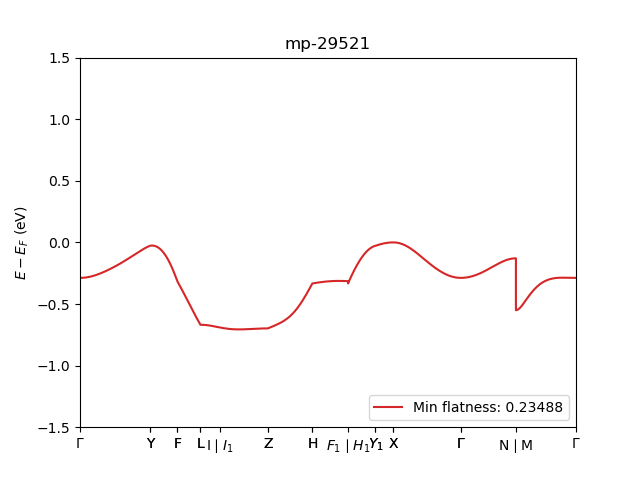 mp-29521
E − E_F (eV)
1.5
1.0
0.5
0.0
−0.5
−1.0
−1.5
Min flatness: 0.23488
Γ Y F L I | I₁ Z H F₁ | H₁ Y₁ X Γ N | M Γ